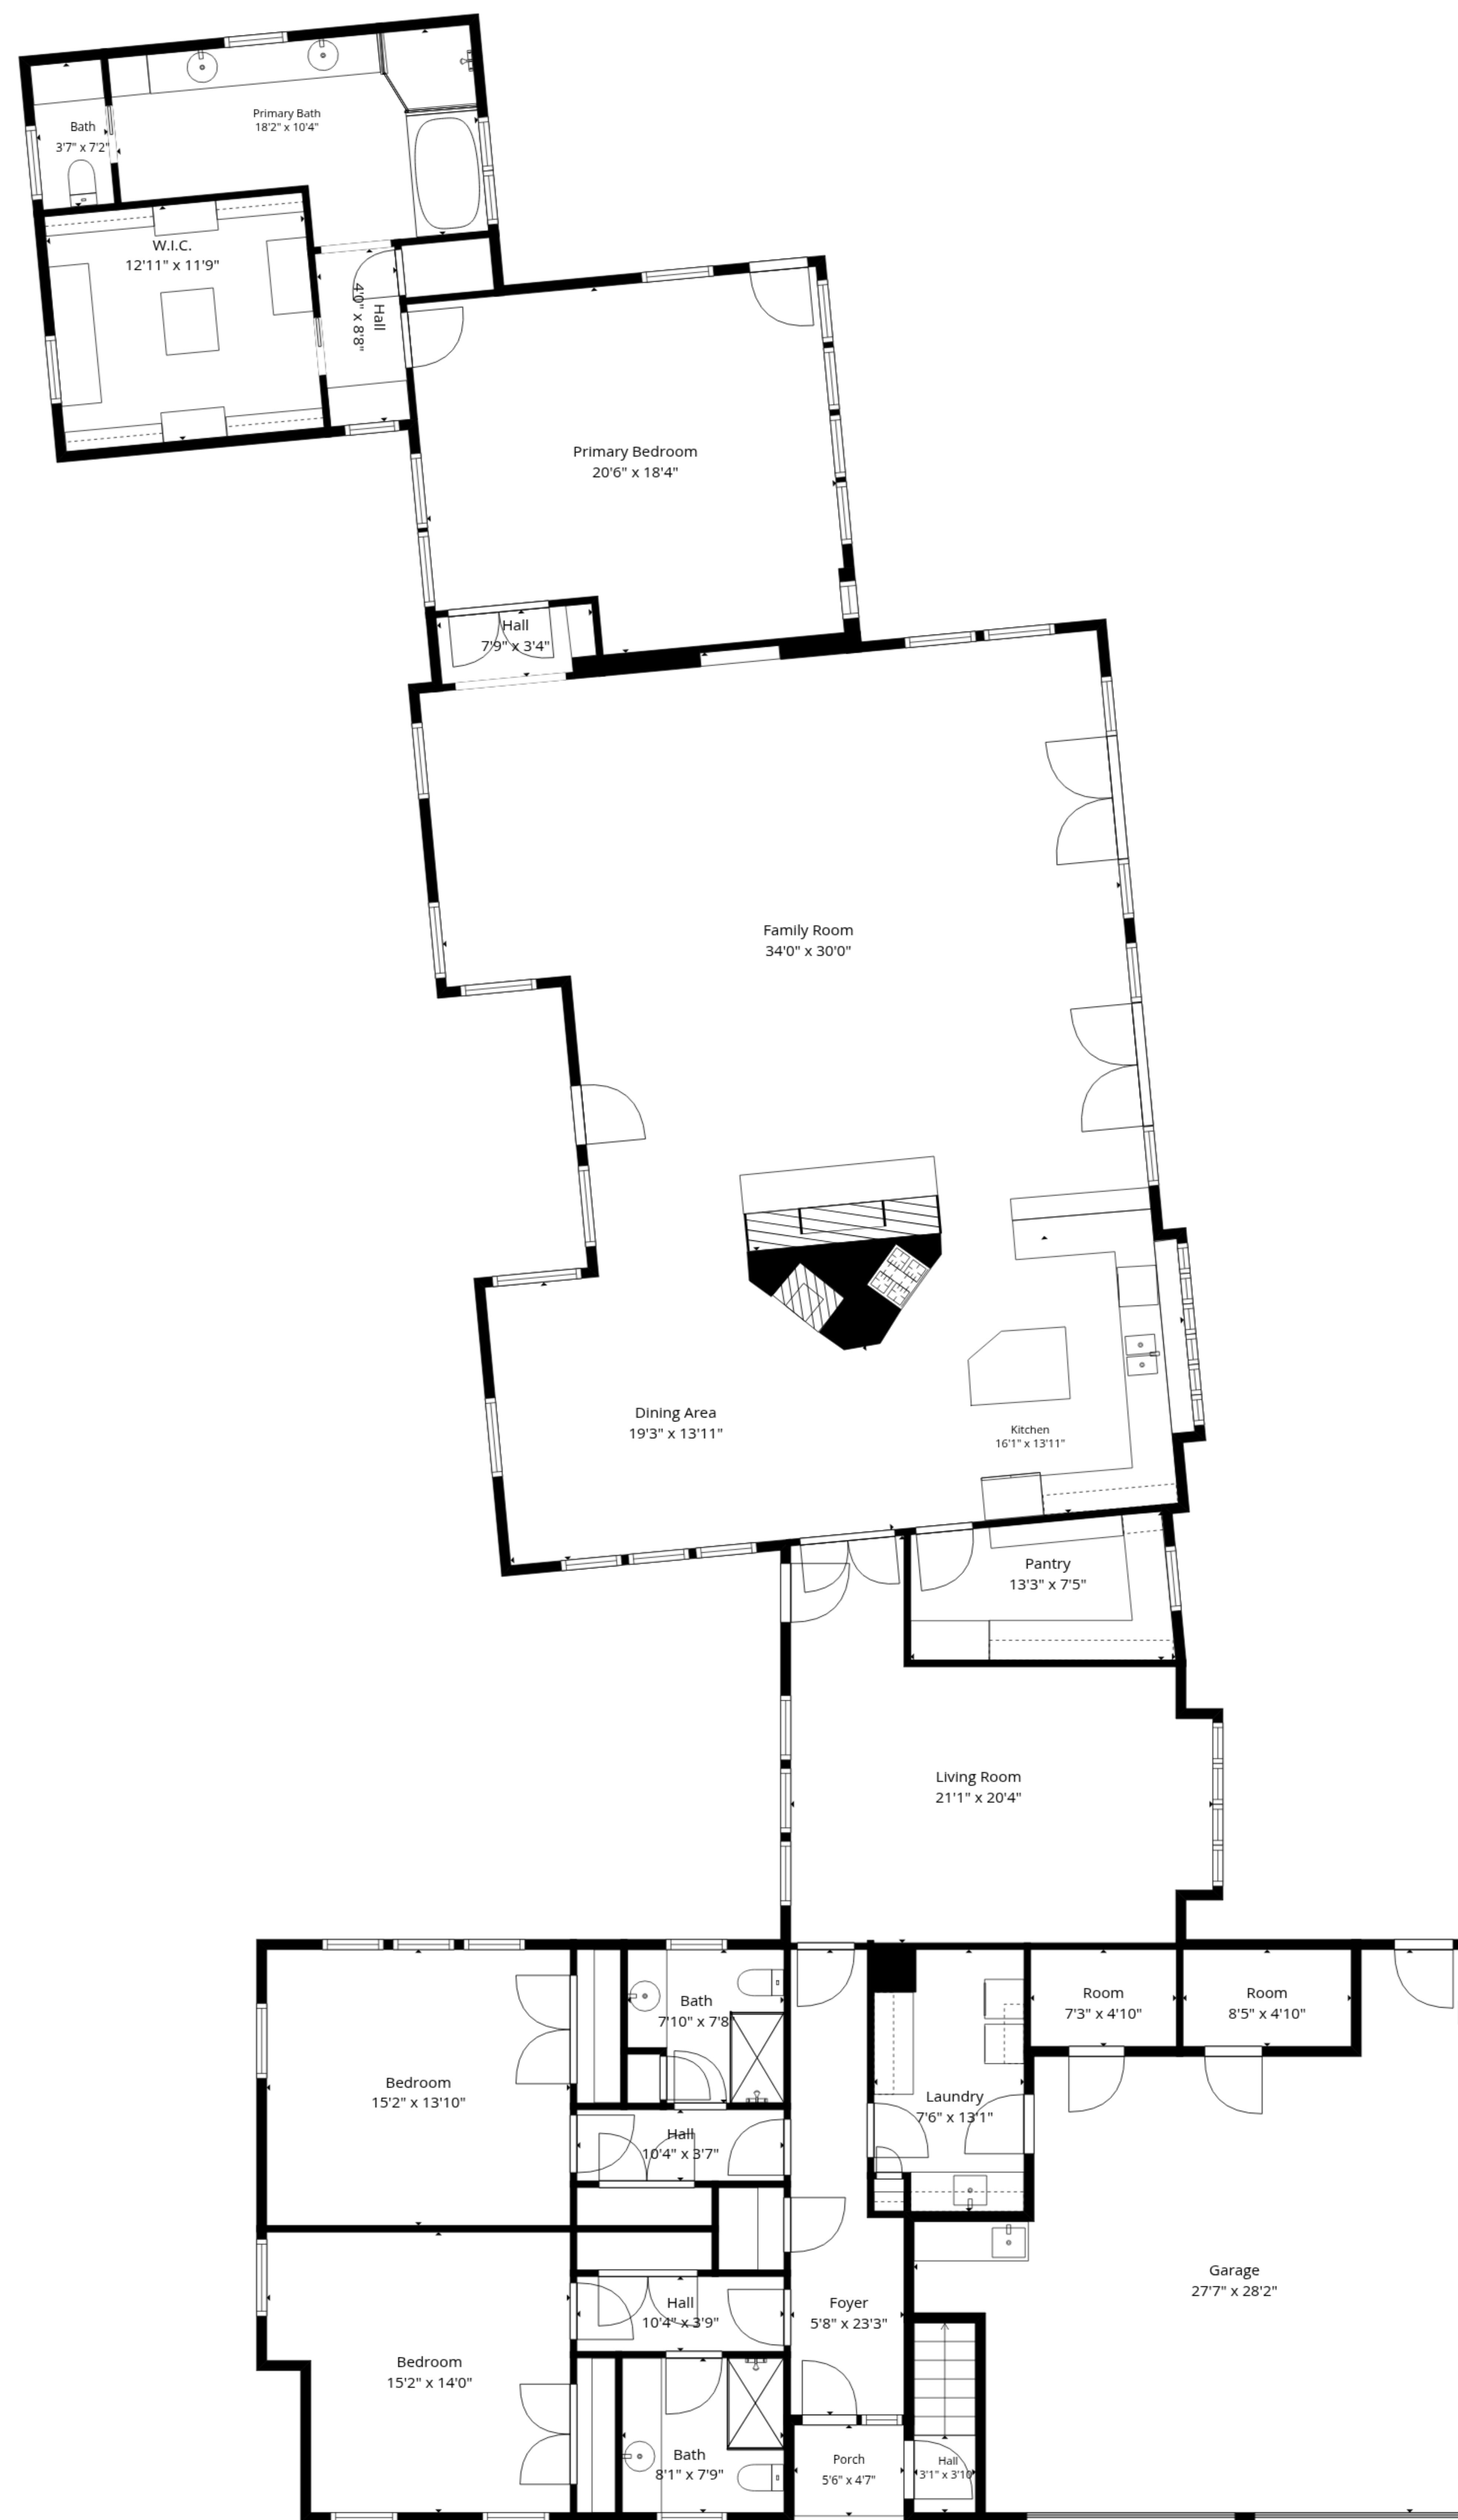 Primary Bath
18'2" x 10'4"
Bath
3'7" x 7'2"
W.I.C.
12'11" x 11'9"
Hall
4'0" x 8'8"
Primary Bedroom
20'6" x 18'4"
Hall
7'9" x 3'4"
Family Room
34'0" x 30'0"
Dining Area
19'3" x 13'11"
Kitchen
16'1" x 13'11"
Pantry
13'3" x 7'5"
Living Room
21'1" x 20'4"
Bath
7'10" x 7'8"
Room
7'3" x 4'10"
Room
8'5" x 4'10"
Bedroom
15'2" x 13'10"
Laundry
7'6" x 13'1"
Hall
10'4" x 3'7"
Garage
27'7" x 28'2"
Hall
10'4" x 3'9"
Foyer
5'8" x 23'3"
Bedroom
15'2" x 14'0"
Bath
8'1" x 7'9"
Porch
5'6" x 4'7"
Hall
3'1" x 3'10"